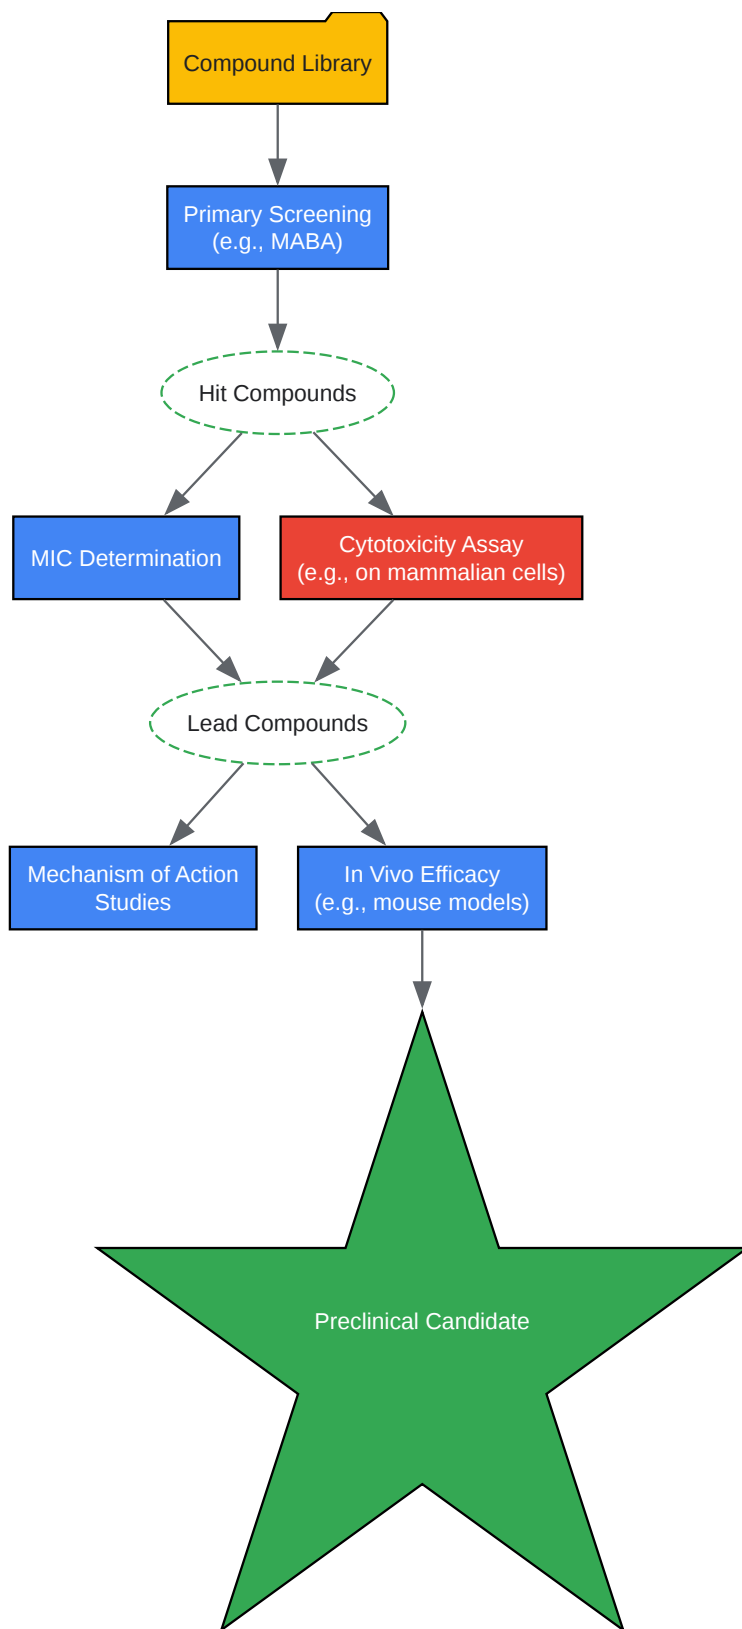 Compound Library
Primary Screening
(e.g., MABA)
Hit Compounds
MIC Determination
Cytotoxicity Assay
(e.g., on mammalian cells)
Lead Compounds
Mechanism of Action
Studies
In Vivo Efficacy
(e.g., mouse models)
Preclinical Candidate